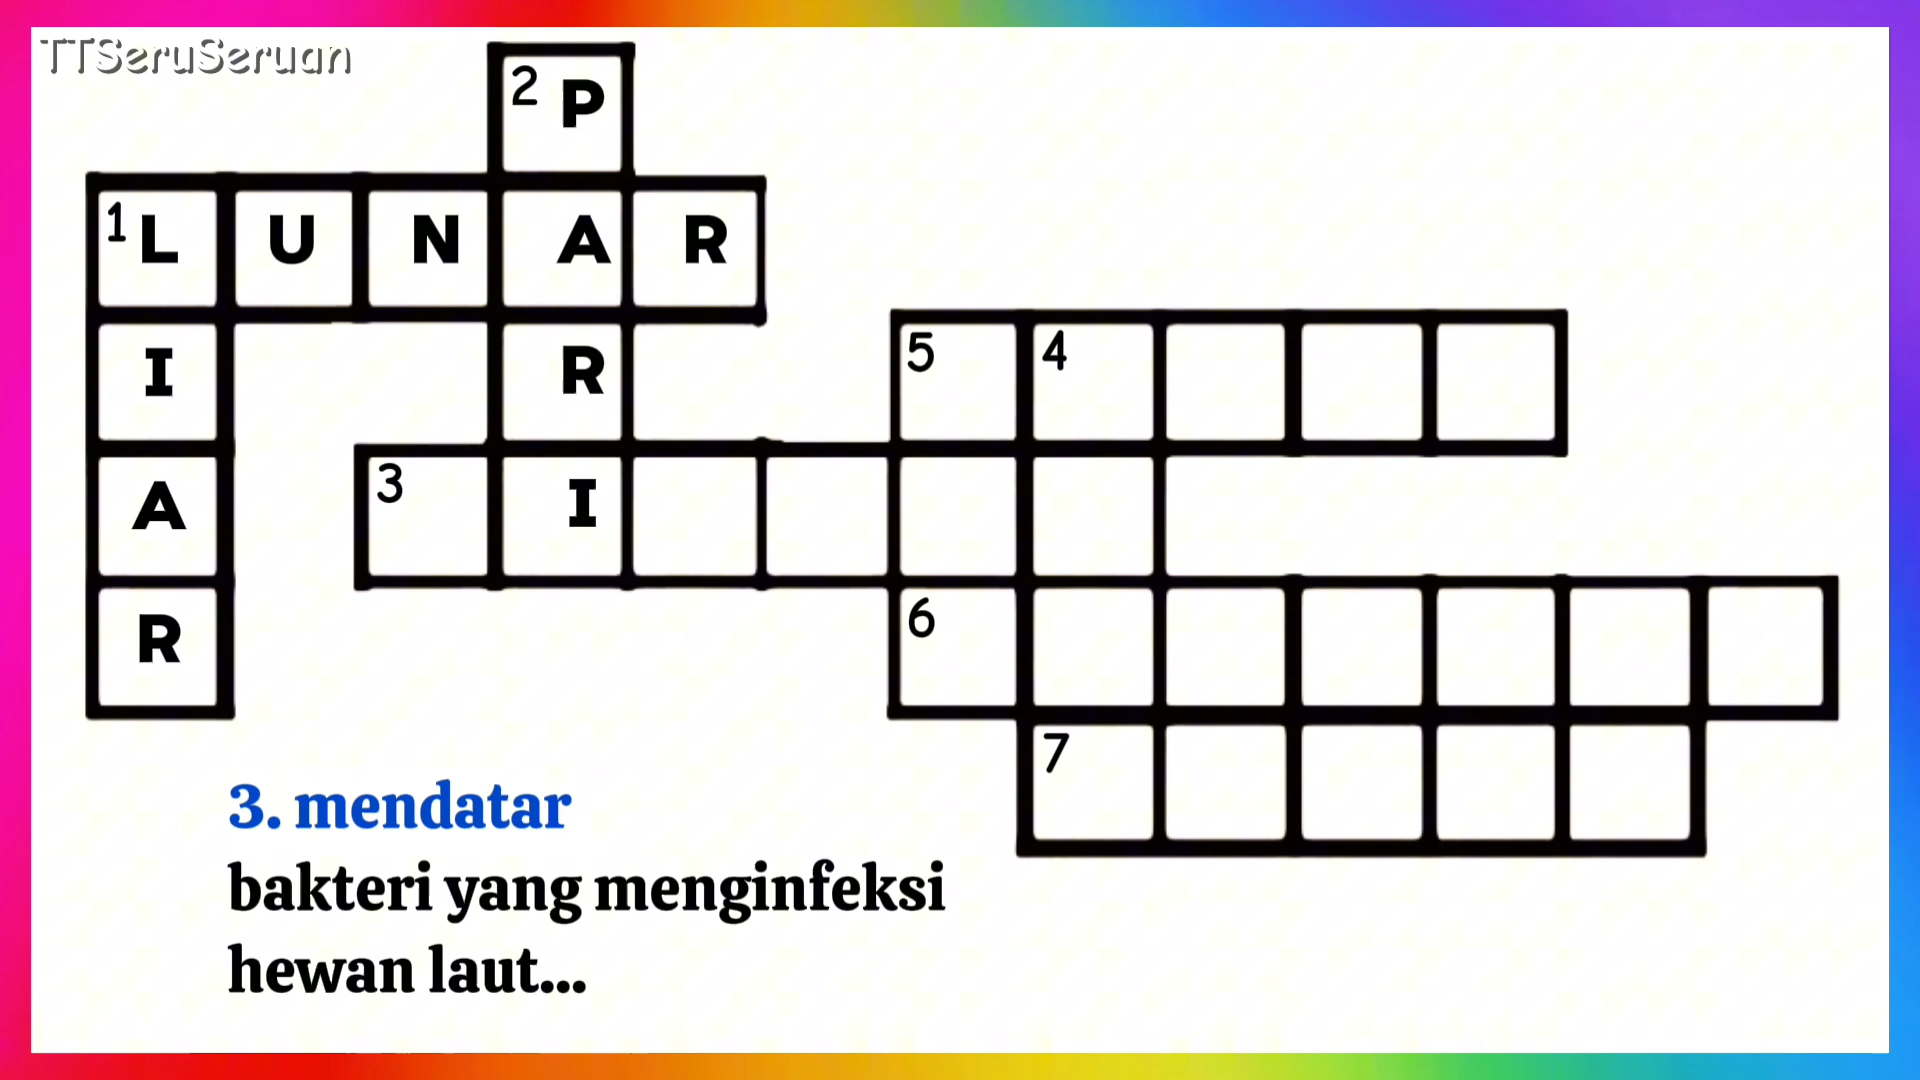 TTSeruSeruan
2 P
1 L U N A R
I R 5 4
A 3 I
R 6
7
3. mendatar
bakteri yang menginfeksi
hewan laut...